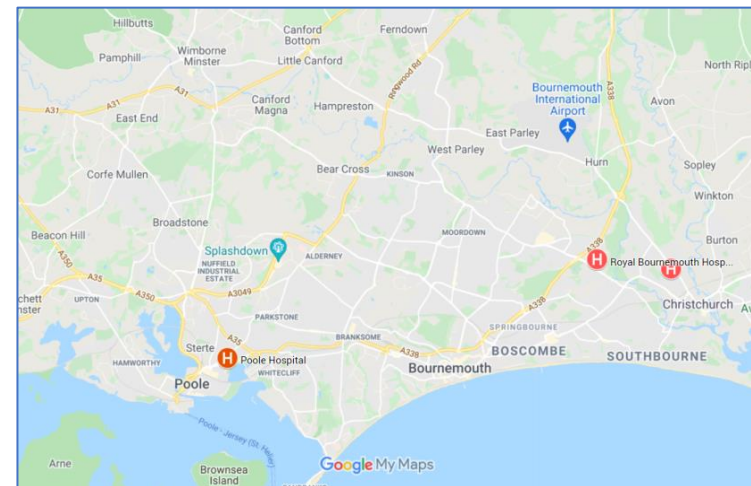 Hillbutts
Canford
Bottom
Ferndown
Pamphill
Wimborne
Minster
Little Canford
Ringwood Rd
A338
North Rip
A31
A31
A31
Canford
Magna
Hampreston
Bournemouth
International
Airport
Avon
East End
East Parley
West Parley
Hurn
Sopley
Corfe Mullen
Bear Cross
KINSON
Winkton
Broadstone
Beacon Hill
Splashdown
MOORDOWN
Burton
A350
NUFFIELD
INDUSTRIAL
ESTATE
ALDERNEY
A338
H
Royal Bournemouth Hosp...
H
A35
chett
nster
UPTON
A350
A3049
A338
Christchurch
PARKSTONE
SPRINGBOURNE
Sterte
A35
BRANKSOME
A338
BOSCOMBE
SOUTHBOURNE
HAMWORTHY
H
Poole Hospital
WHITECLIFF
Bournemouth
Poole
Poole - Jersey (St. Helier)
Arne
Brownsea
Island
Google My Maps